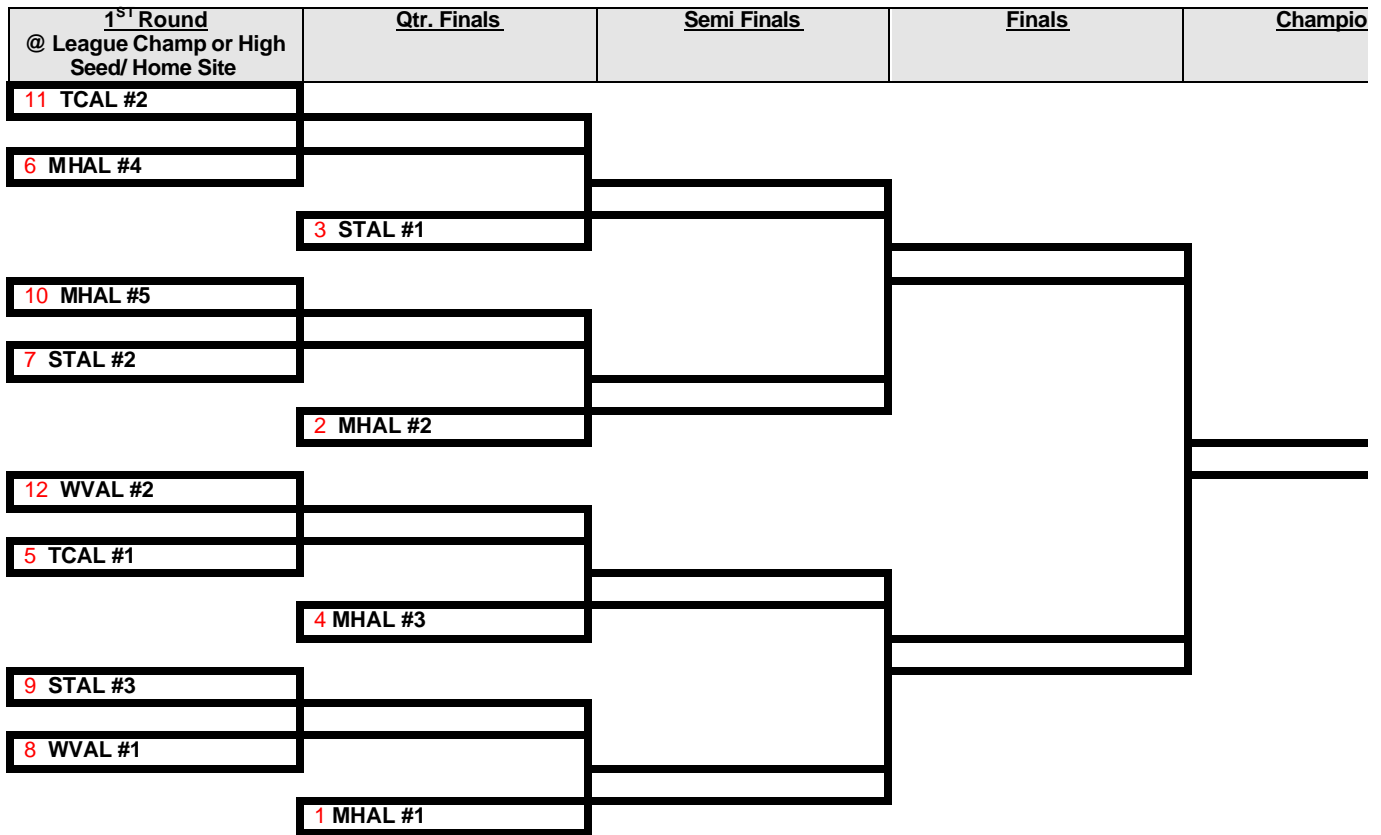 1ST Round
@ League Champ or High
Seed/ Home Site
Qtr. Finals
Semi Finals
Finals
Champio
11 TCAL #2
6 MHAL #4
3 STAL #1
10 MHAL #5
7 STAL #2
2 MHAL #2
12 WVAL #2
5 TCAL #1
4 MHAL #3
9 STAL #3
8 WVAL #1
1 MHAL #1